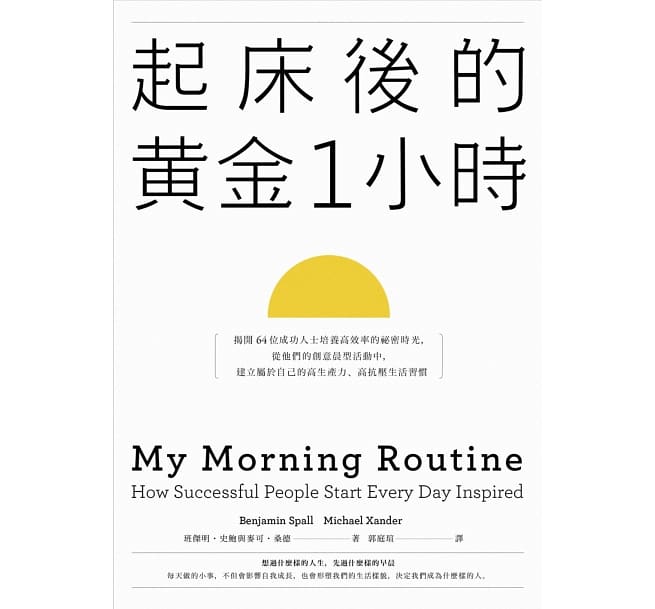 起床後的
黃金1小時
揭開64位成功人士培養高效率的祕密時光，
從他們的創意晨型活動中，
建立屬於自己的高生產力、高抗壓生活習慣
My Morning Routine
How Successful People Start Every Day Inspired
Benjamin Spall Michael Xander
班傑明・史鮑與麥可・桑德————著 郭庭瑄————譯
想過什麼樣的人生，先過什麼樣的早晨
每天做的小事，不但會影響自我成長，也會形塑我們的生活樣貌，決定我們成為什麼樣的人。